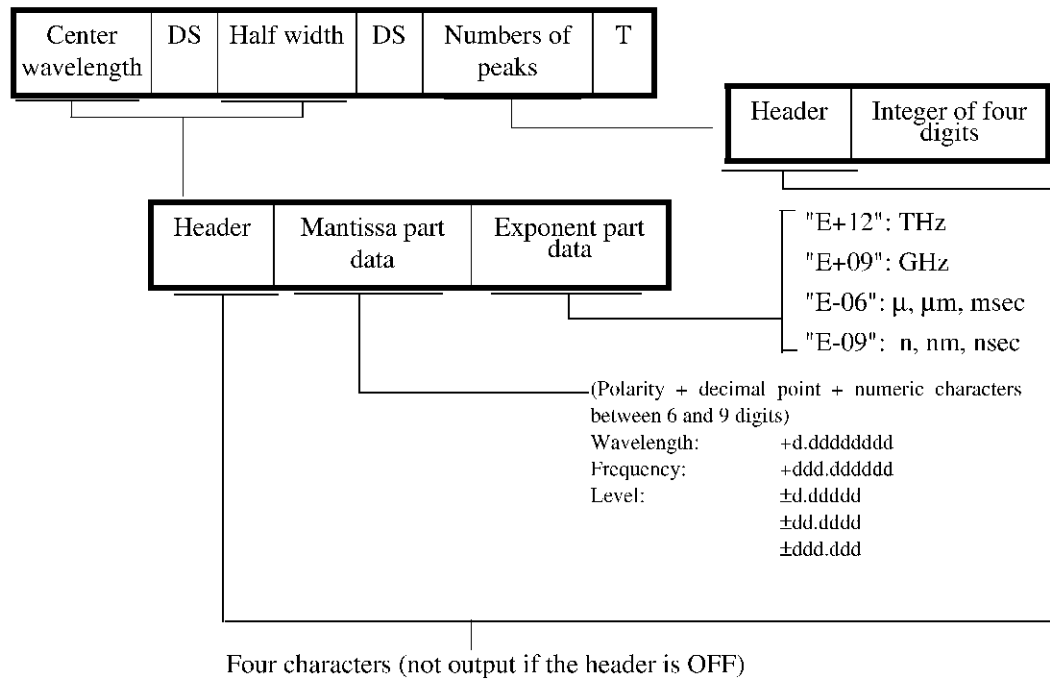 Center wavelength
DS
Half width
DS
Numbers of peaks
T
Header
Integer of four digits
Header
Mantissa part data
Exponent part data
"E+12": THz
"E+09": GHz
"E-06": µ, µm, msec
"E-09": n, nm, nsec
(Polarity + decimal point + numeric characters
between 6 and 9 digits)
Wavelength: +d.dddddddd
Frequency: +ddd.dddddd
Level: ±d.ddddd
±dd.dddd
±ddd.ddd
Four characters (not output if the header is OFF)